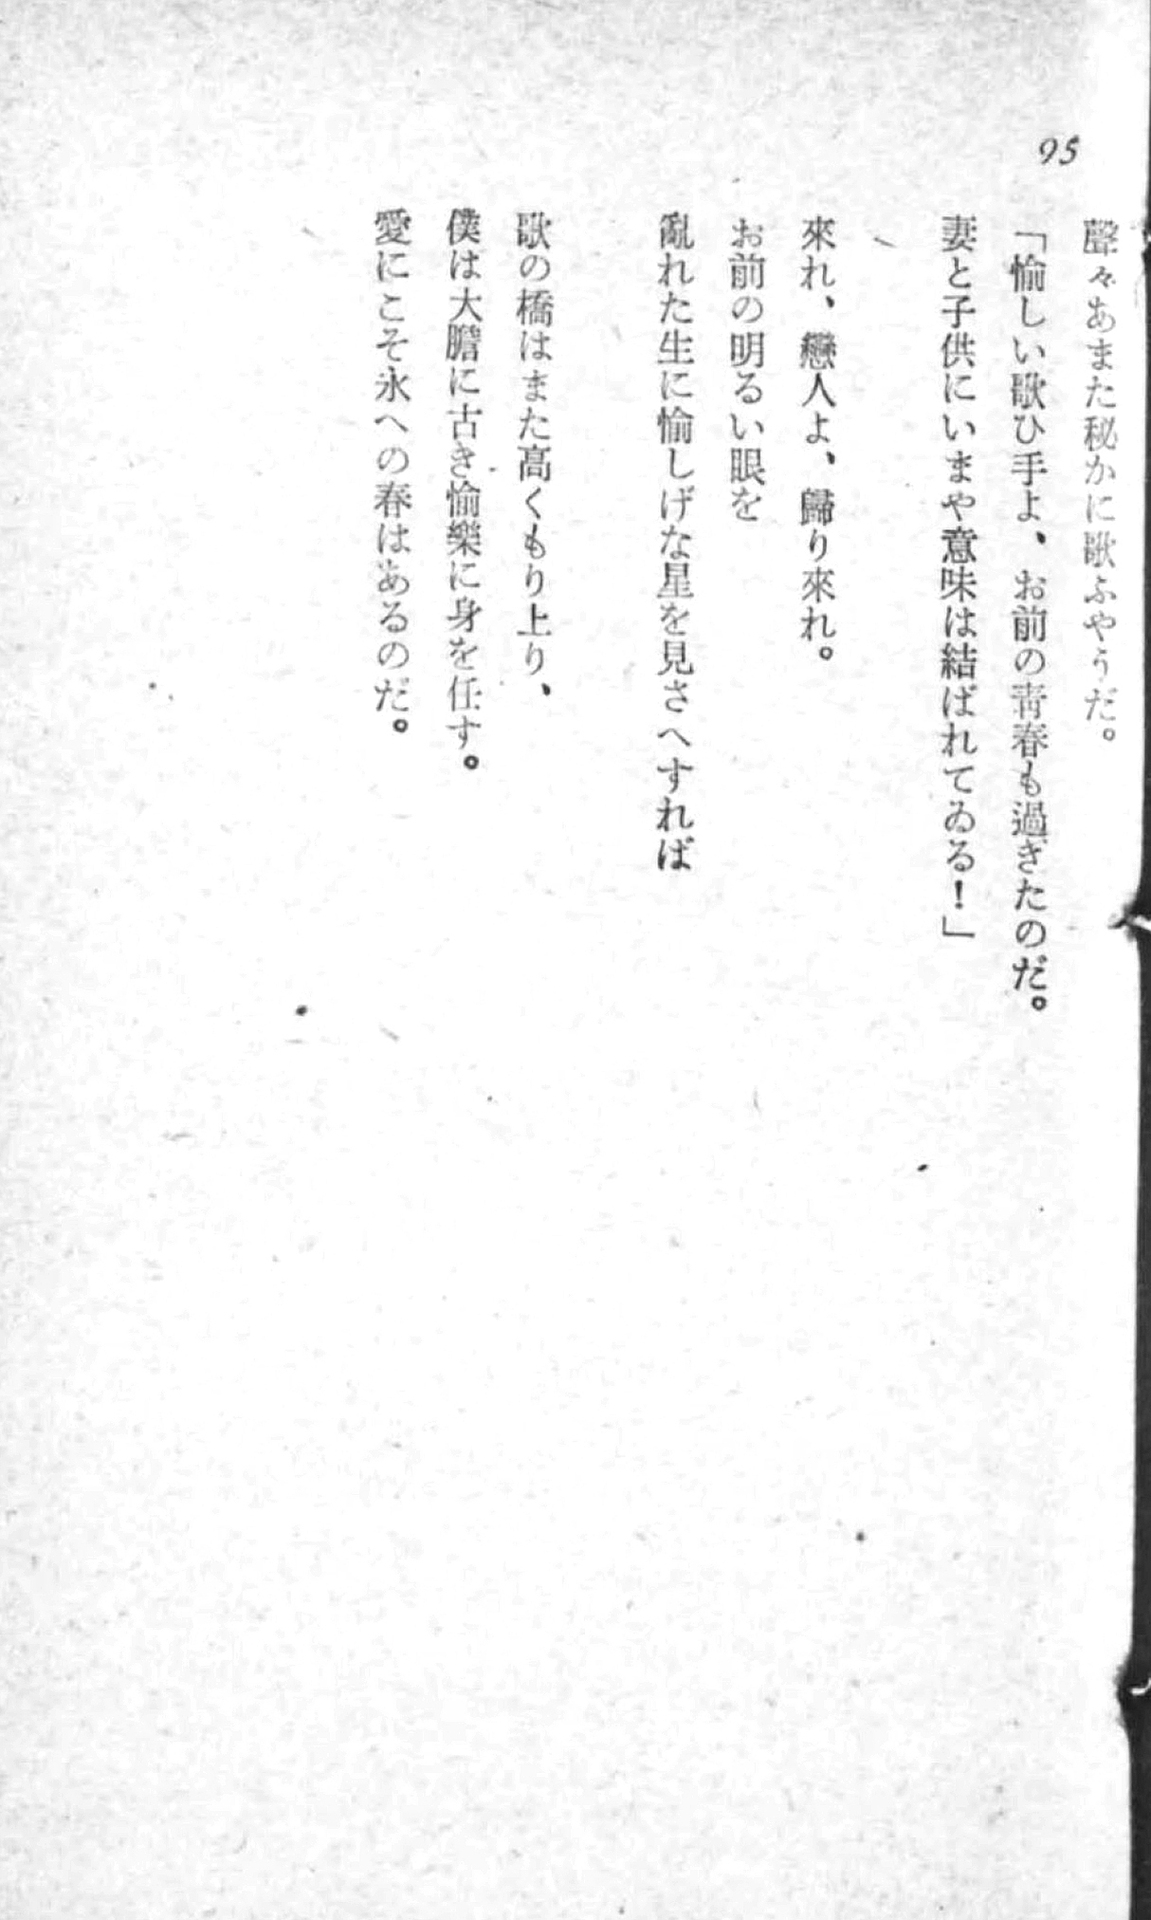 95
聲々あまた秘かに歌ふやうだ。
「愉しい歌ひ手よ、お前の靑春も過ぎたのだ。
妻と子供にいまや意味は結ばれてゐる！」
來れ、戀人よ、歸り來れ。
お前の明るい眼を
亂れた生に愉しげな星を見さへすれば
歌の橋はまた高くもり上り、
僕は大膽に古き愉樂に身を任す。
愛にこそ氷への春はあるのだ。